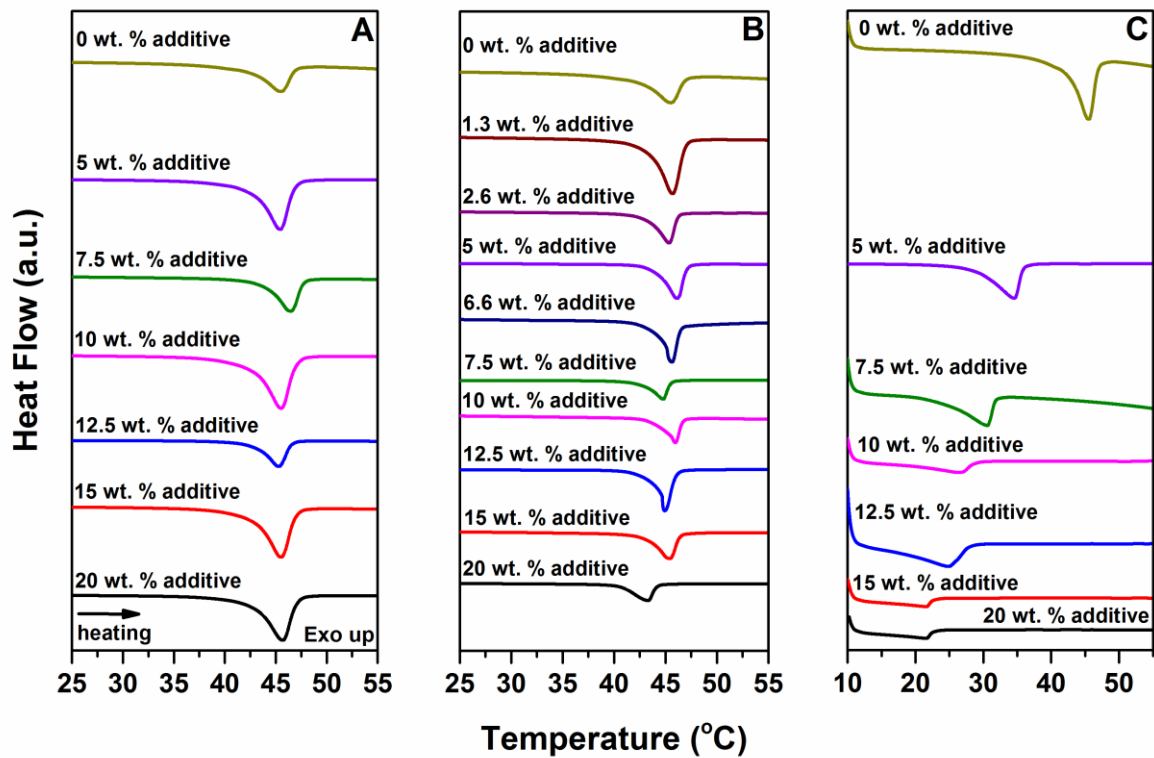 Heat Flow (a.u.)
A
0 wt. % additive
5 wt. % additive
7.5 wt. % additive
10 wt. % additive
12.5 wt. % additive
15 wt. % additive
20 wt. % additive
heating
Exo up
25 30 35 40 45 50 55
B
0 wt. % additive
1.3 wt. % additive
2.6 wt. % additive
5 wt. % additive
6.6 wt. % additive
7.5 wt. % additive
10 wt. % additive
12.5 wt. % additive
15 wt. % additive
20 wt. % additive
25 30 35 40 45 50 55
C
0 wt. % additive
5 wt. % additive
7.5 wt. % additive
10 wt. % additive
12.5 wt. % additive
15 wt. % additive
20 wt. % additive
10 20 30 40 50
Temperature (°C)